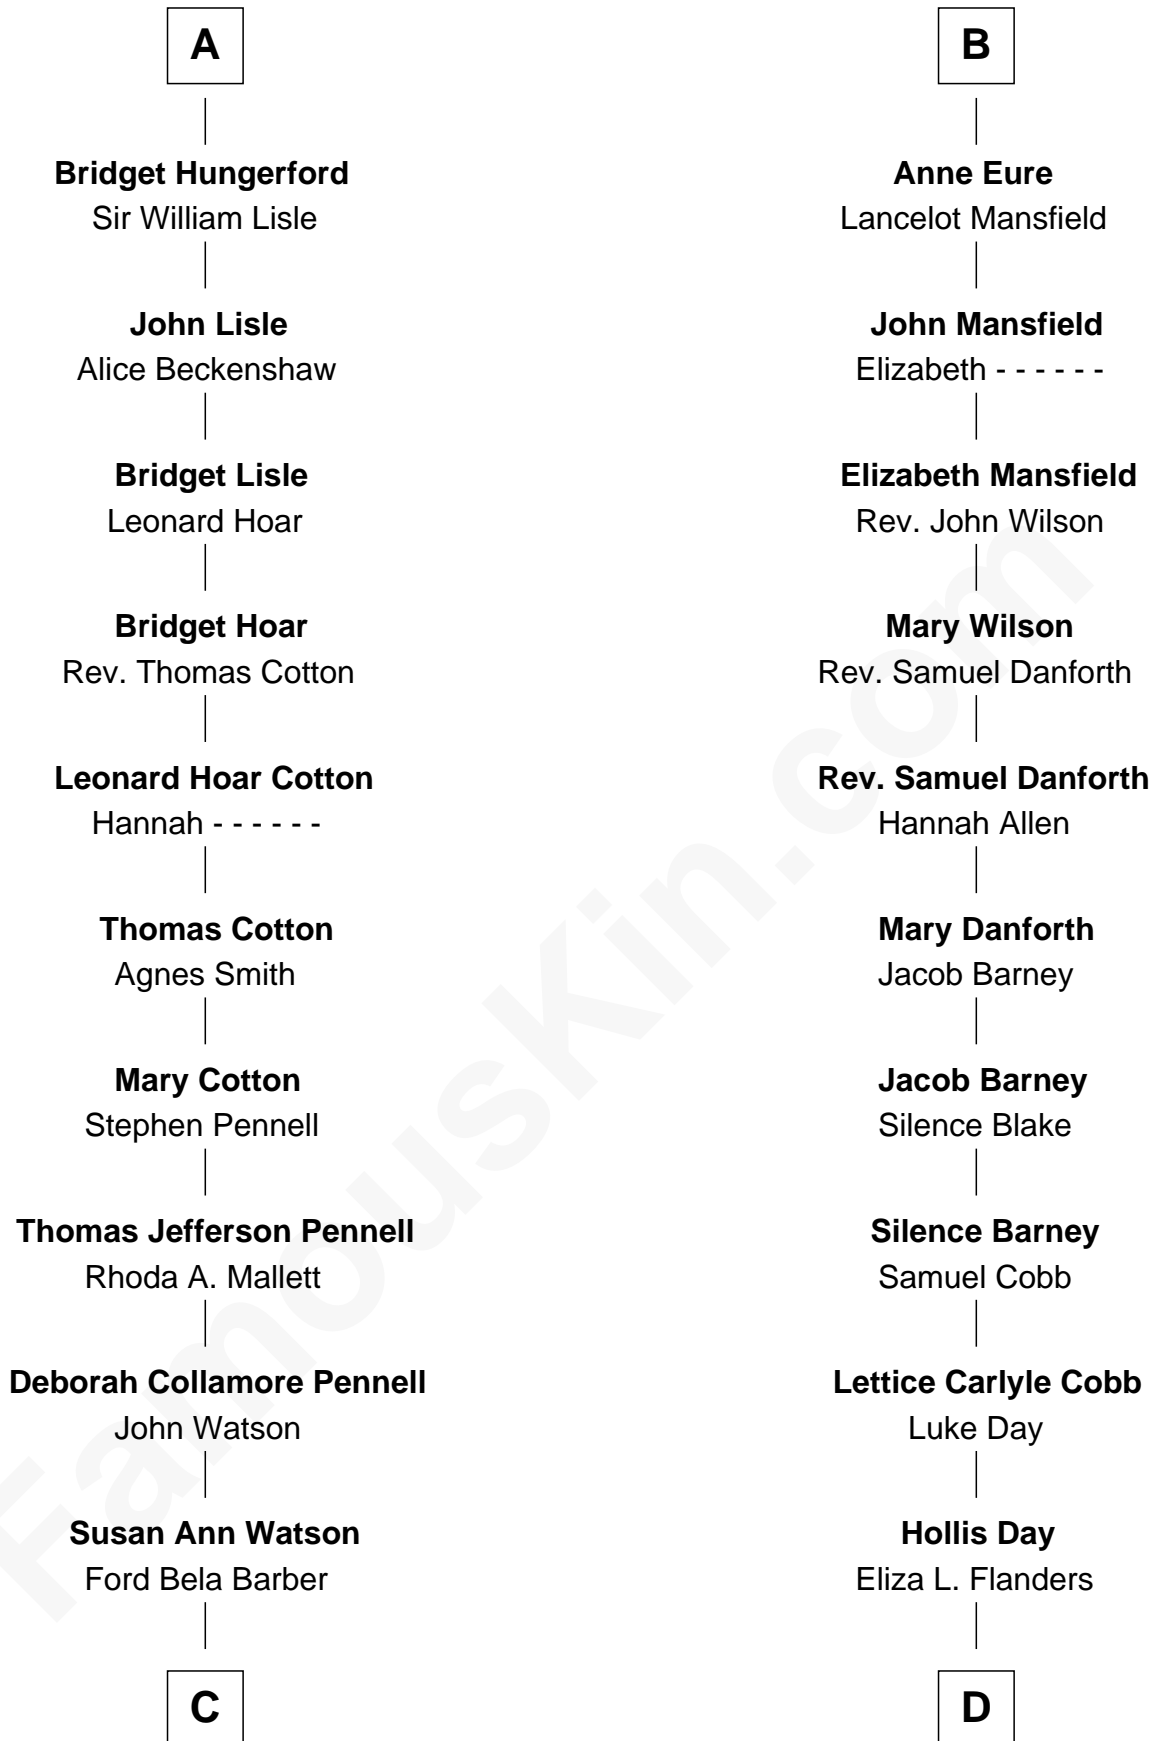 A
Bridget Hungerford
Sir William Lisle
John Lisle
Alice Beckenshaw
Bridget Lisle
Leonard Hoar
Bridget Hoar
Rev. Thomas Cotton
Leonard Hoar Cotton
Hannah - - - - - -
Thomas Cotton
Agnes Smith
Mary Cotton
Stephen Pennell
Thomas Jefferson Pennell
Rhoda A. Mallett
Deborah Collamore Pennell
John Watson
Susan Ann Watson
Ford Bela Barber
C
B
Anne Eure
Lancelot Mansfield
John Mansfield
Elizabeth - - - - - -
Elizabeth Mansfield
Rev. John Wilson
Mary Wilson
Rev. Samuel Danforth
Rev. Samuel Danforth
Hannah Allen
Mary Danforth
Jacob Barney
Jacob Barney
Silence Blake
Silence Barney
Samuel Cobb
Lettice Carlyle Cobb
Luke Day
Hollis Day
Eliza L. Flanders
D
FamousKin.com